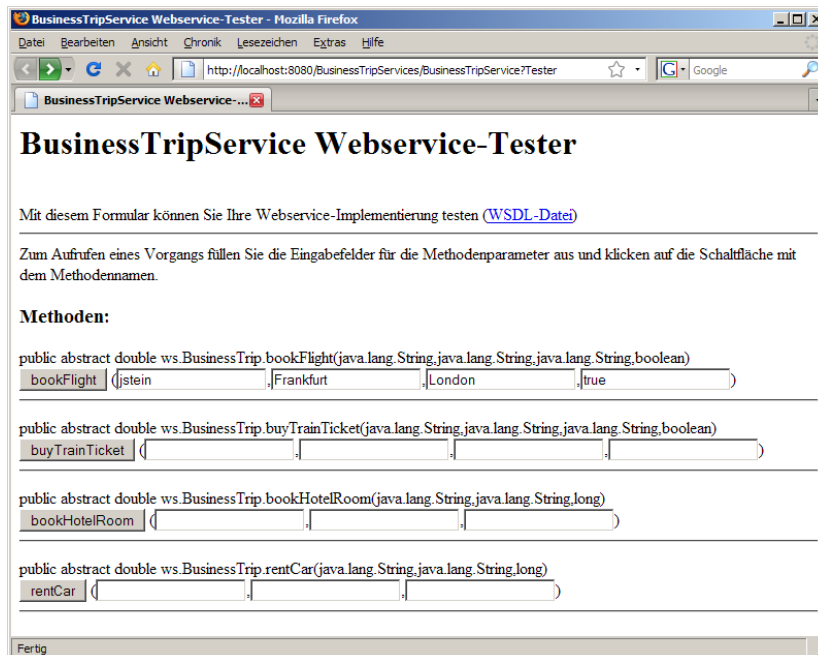 BusinessTripService Webservice-Tester - Mozilla Firefox
Datei Bearbeiten Ansicht Chronik Lesezeichen Extras Hilfe
http://localhost:8080/BusinessTripServices/BusinessTripService?Tester
G Google
BusinessTripService Webservice-...
BusinessTripService Webservice-Tester
Mit diesem Formular können Sie Ihre Webservice-Implementierung testen (WSDL-Datei)
Zum Aufrufen eines Vorgangs füllen Sie die Eingabefelder für die Methodenparameter aus und klicken auf die Schaltfläche mit
dem Methodennamen.
Methoden:
public abstract double ws.BusinessTrip.bookFlight(java.lang.String,java.lang.String,java.lang.String,boolean)
bookFlight (jstein ,Frankfurt ,London ,true )
public abstract double ws.BusinessTrip.buyTrainTicket(java.lang.String,java.lang.String,java.lang.String,boolean)
buyTrainTicket ( , , , )
public abstract double ws.BusinessTrip.bookHotelRoom(java.lang.String,java.lang.String,long)
bookHotelRoom ( , , )
public abstract double ws.BusinessTrip.rentCar(java.lang.String,java.lang.String,long)
rentCar ( , , )
Fertig